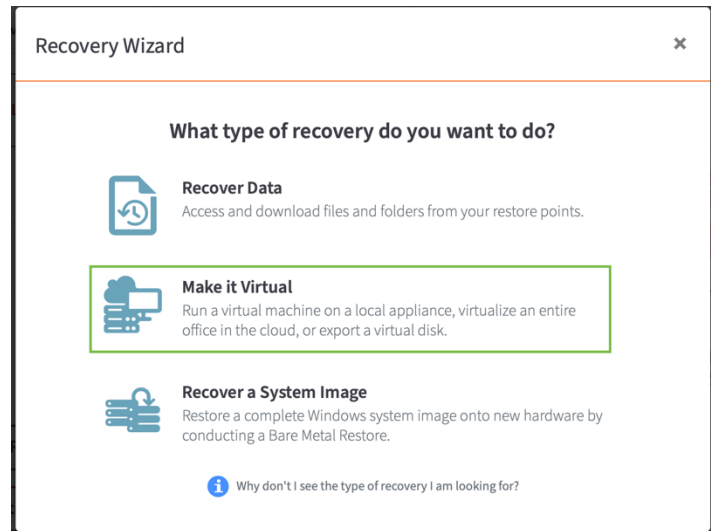 Recovery Wizard
×
What type of recovery do you want to do?
Recover Data
Access and download files and folders from your restore points.
Make it Virtual
Run a virtual machine on a local appliance, virtualize an entire
office in the cloud, or export a virtual disk.
Recover a System Image
Restore a complete Windows system image onto new hardware by
conducting a Bare Metal Restore.
Why don't I see the type of recovery I am looking for?